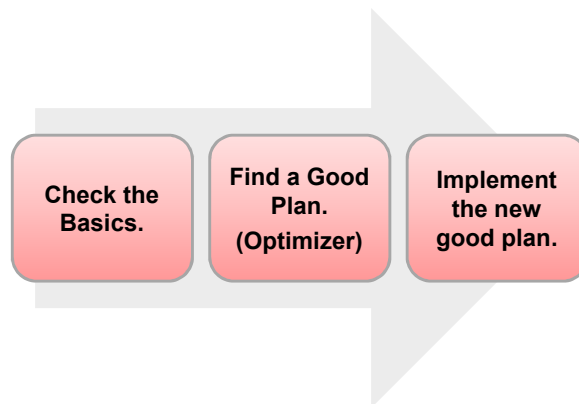 Check the
Basics.
Find a Good
Plan.
(Optimizer)
Implement
the new
good plan.